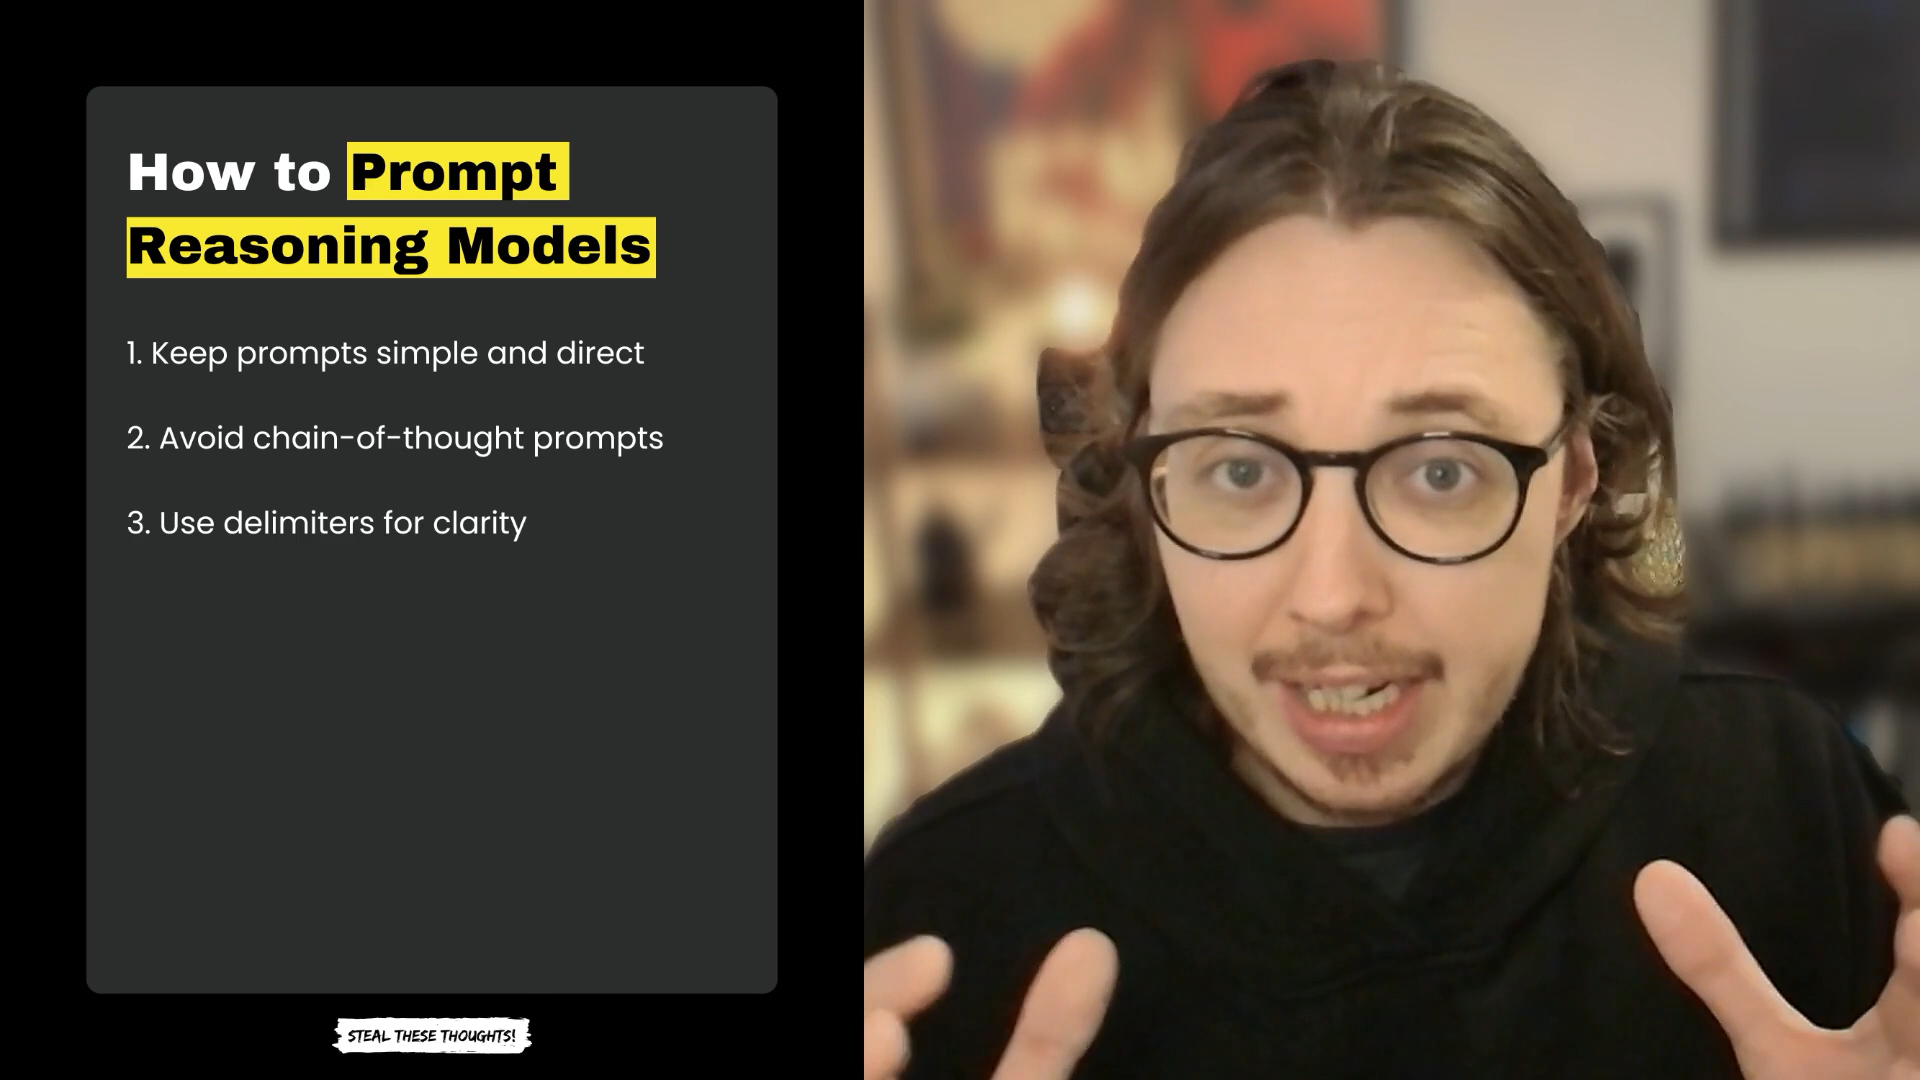 How to Prompt
Reasoning Models
1. Keep prompts simple and direct
2. Avoid chain-of-thought prompts
3. Use delimiters for clarity
STEAL THESE THOUGHTS!